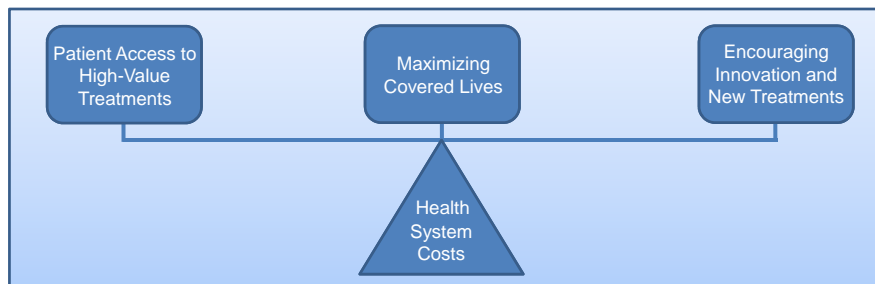 Patient Access to
High-Value
Treatments
Maximizing
Covered Lives
Encouraging
Innovation and
New Treatments
Health
System
Costs